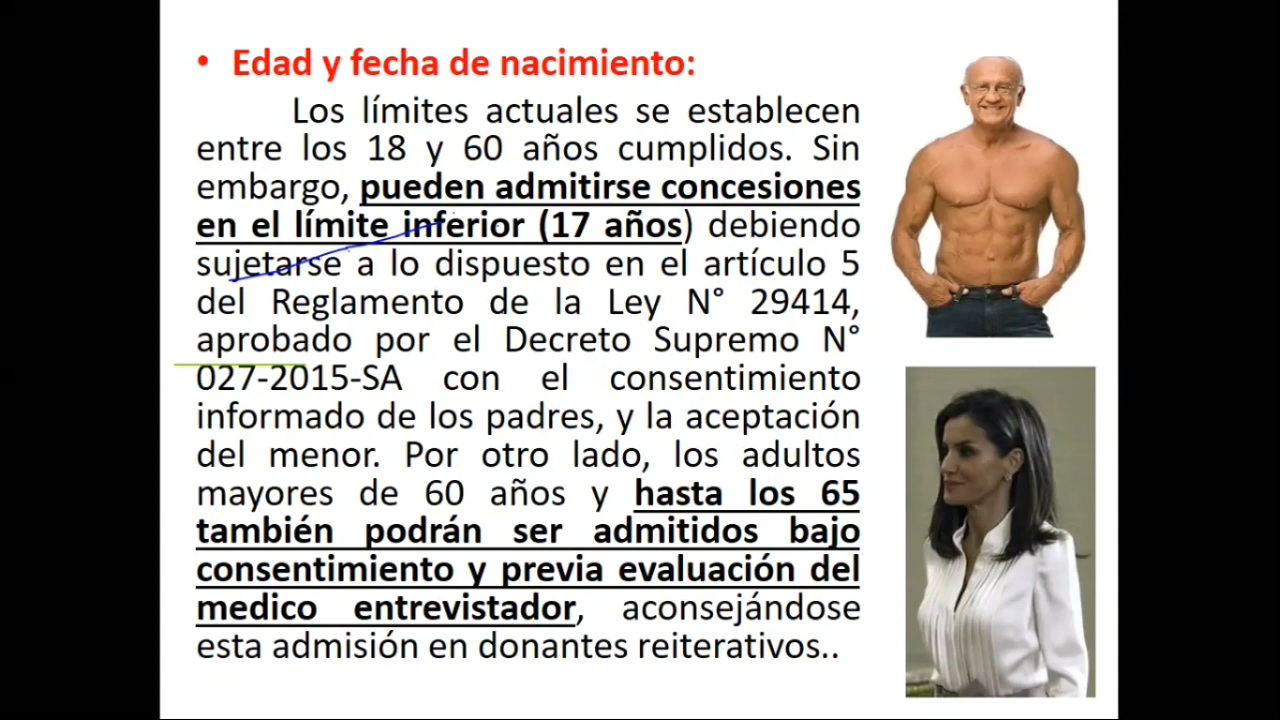 • Edad y fecha de nacimiento:
Los límites actuales se establecen
entre los 18 y 60 años cumplidos. Sin
embargo, pueden admitirse concesiones
en el límite inferior (17 años) debiendo
sujetarse a lo dispuesto en el artículo 5
del Reglamento de la Ley N° 29414,
aprobado por el Decreto Supremo N°
027-2015-SA con el consentimiento
informado de los padres, y la aceptación
del menor. Por otro lado, los adultos
mayores de 60 años y hasta los 65
también podrán ser admitidos bajo
consentimiento y previa evaluación del
medico entrevistador, aconsejándose
esta admisión en donantes reiterativos..